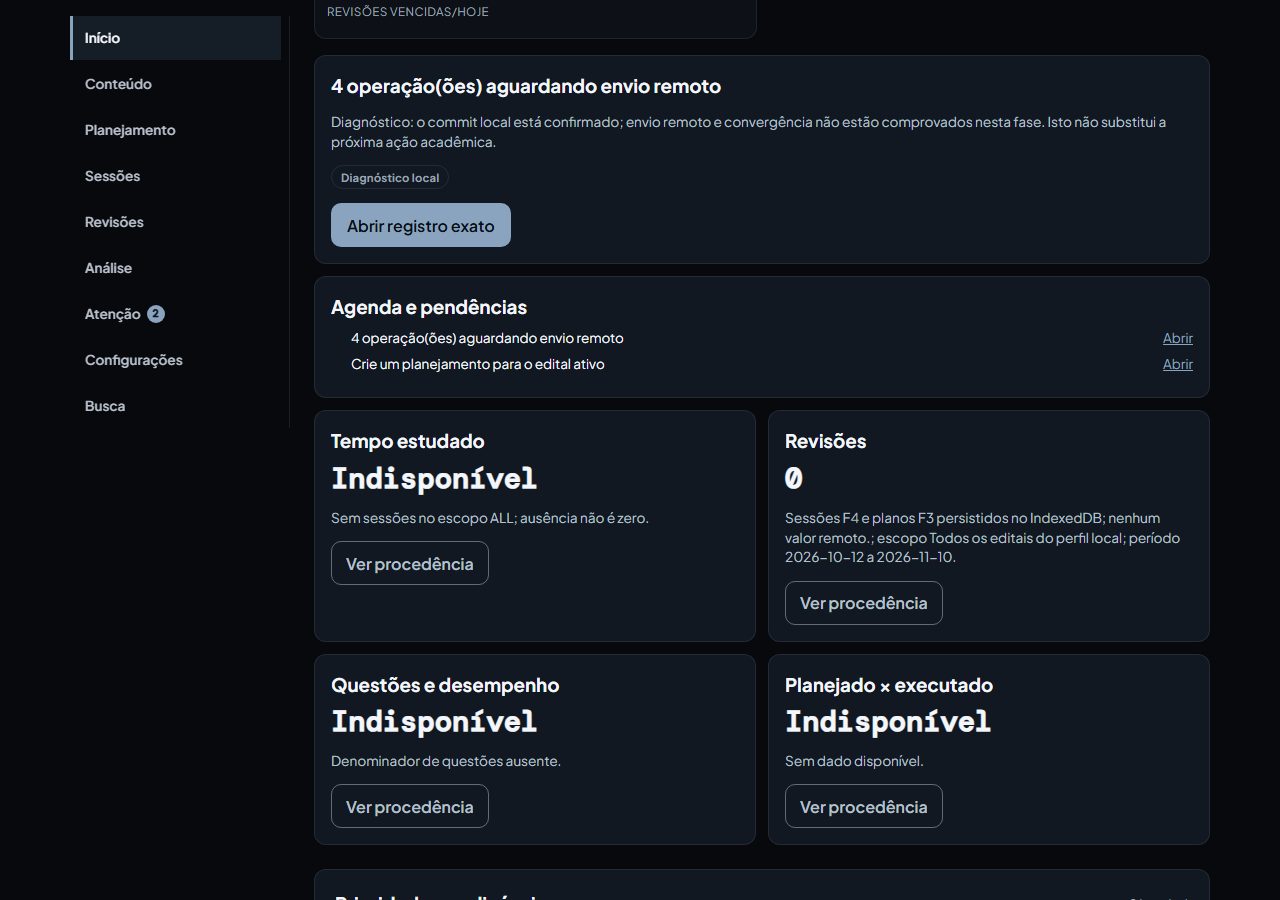 Início
Conteúdo
Planejamento
Sessões
Revisões
Análise
Atenção 2
Configurações
Busca
REVISÕES VENCIDAS/HOJE
4 operação(ões) aguardando envio remoto
Diagnóstico: o commit local está confirmado; envio remoto e convergência não estão comprovados nesta fase. Isto não substitui a
próxima ação acadêmica.
Diagnóstico local
Abrir registro exato
Agenda e pendências
4 operação(ões) aguardando envio remoto Abrir
Crie um planejamento para o edital ativo Abrir
Tempo estudado
Indisponível
Sem sessões no escopo ALL; ausência não é zero.
Ver procedência
Revisões
0
Sessões F4 e planos F3 persistidos no IndexedDB; nenhum
valor remoto.; escopo Todos os editais do perfil local; período
2026-10-12 a 2026-11-10.
Ver procedência
Questões e desempenho
Indisponível
Denominador de questões ausente.
Ver procedência
Planejado × executado
Indisponível
Sem dado disponível.
Ver procedência